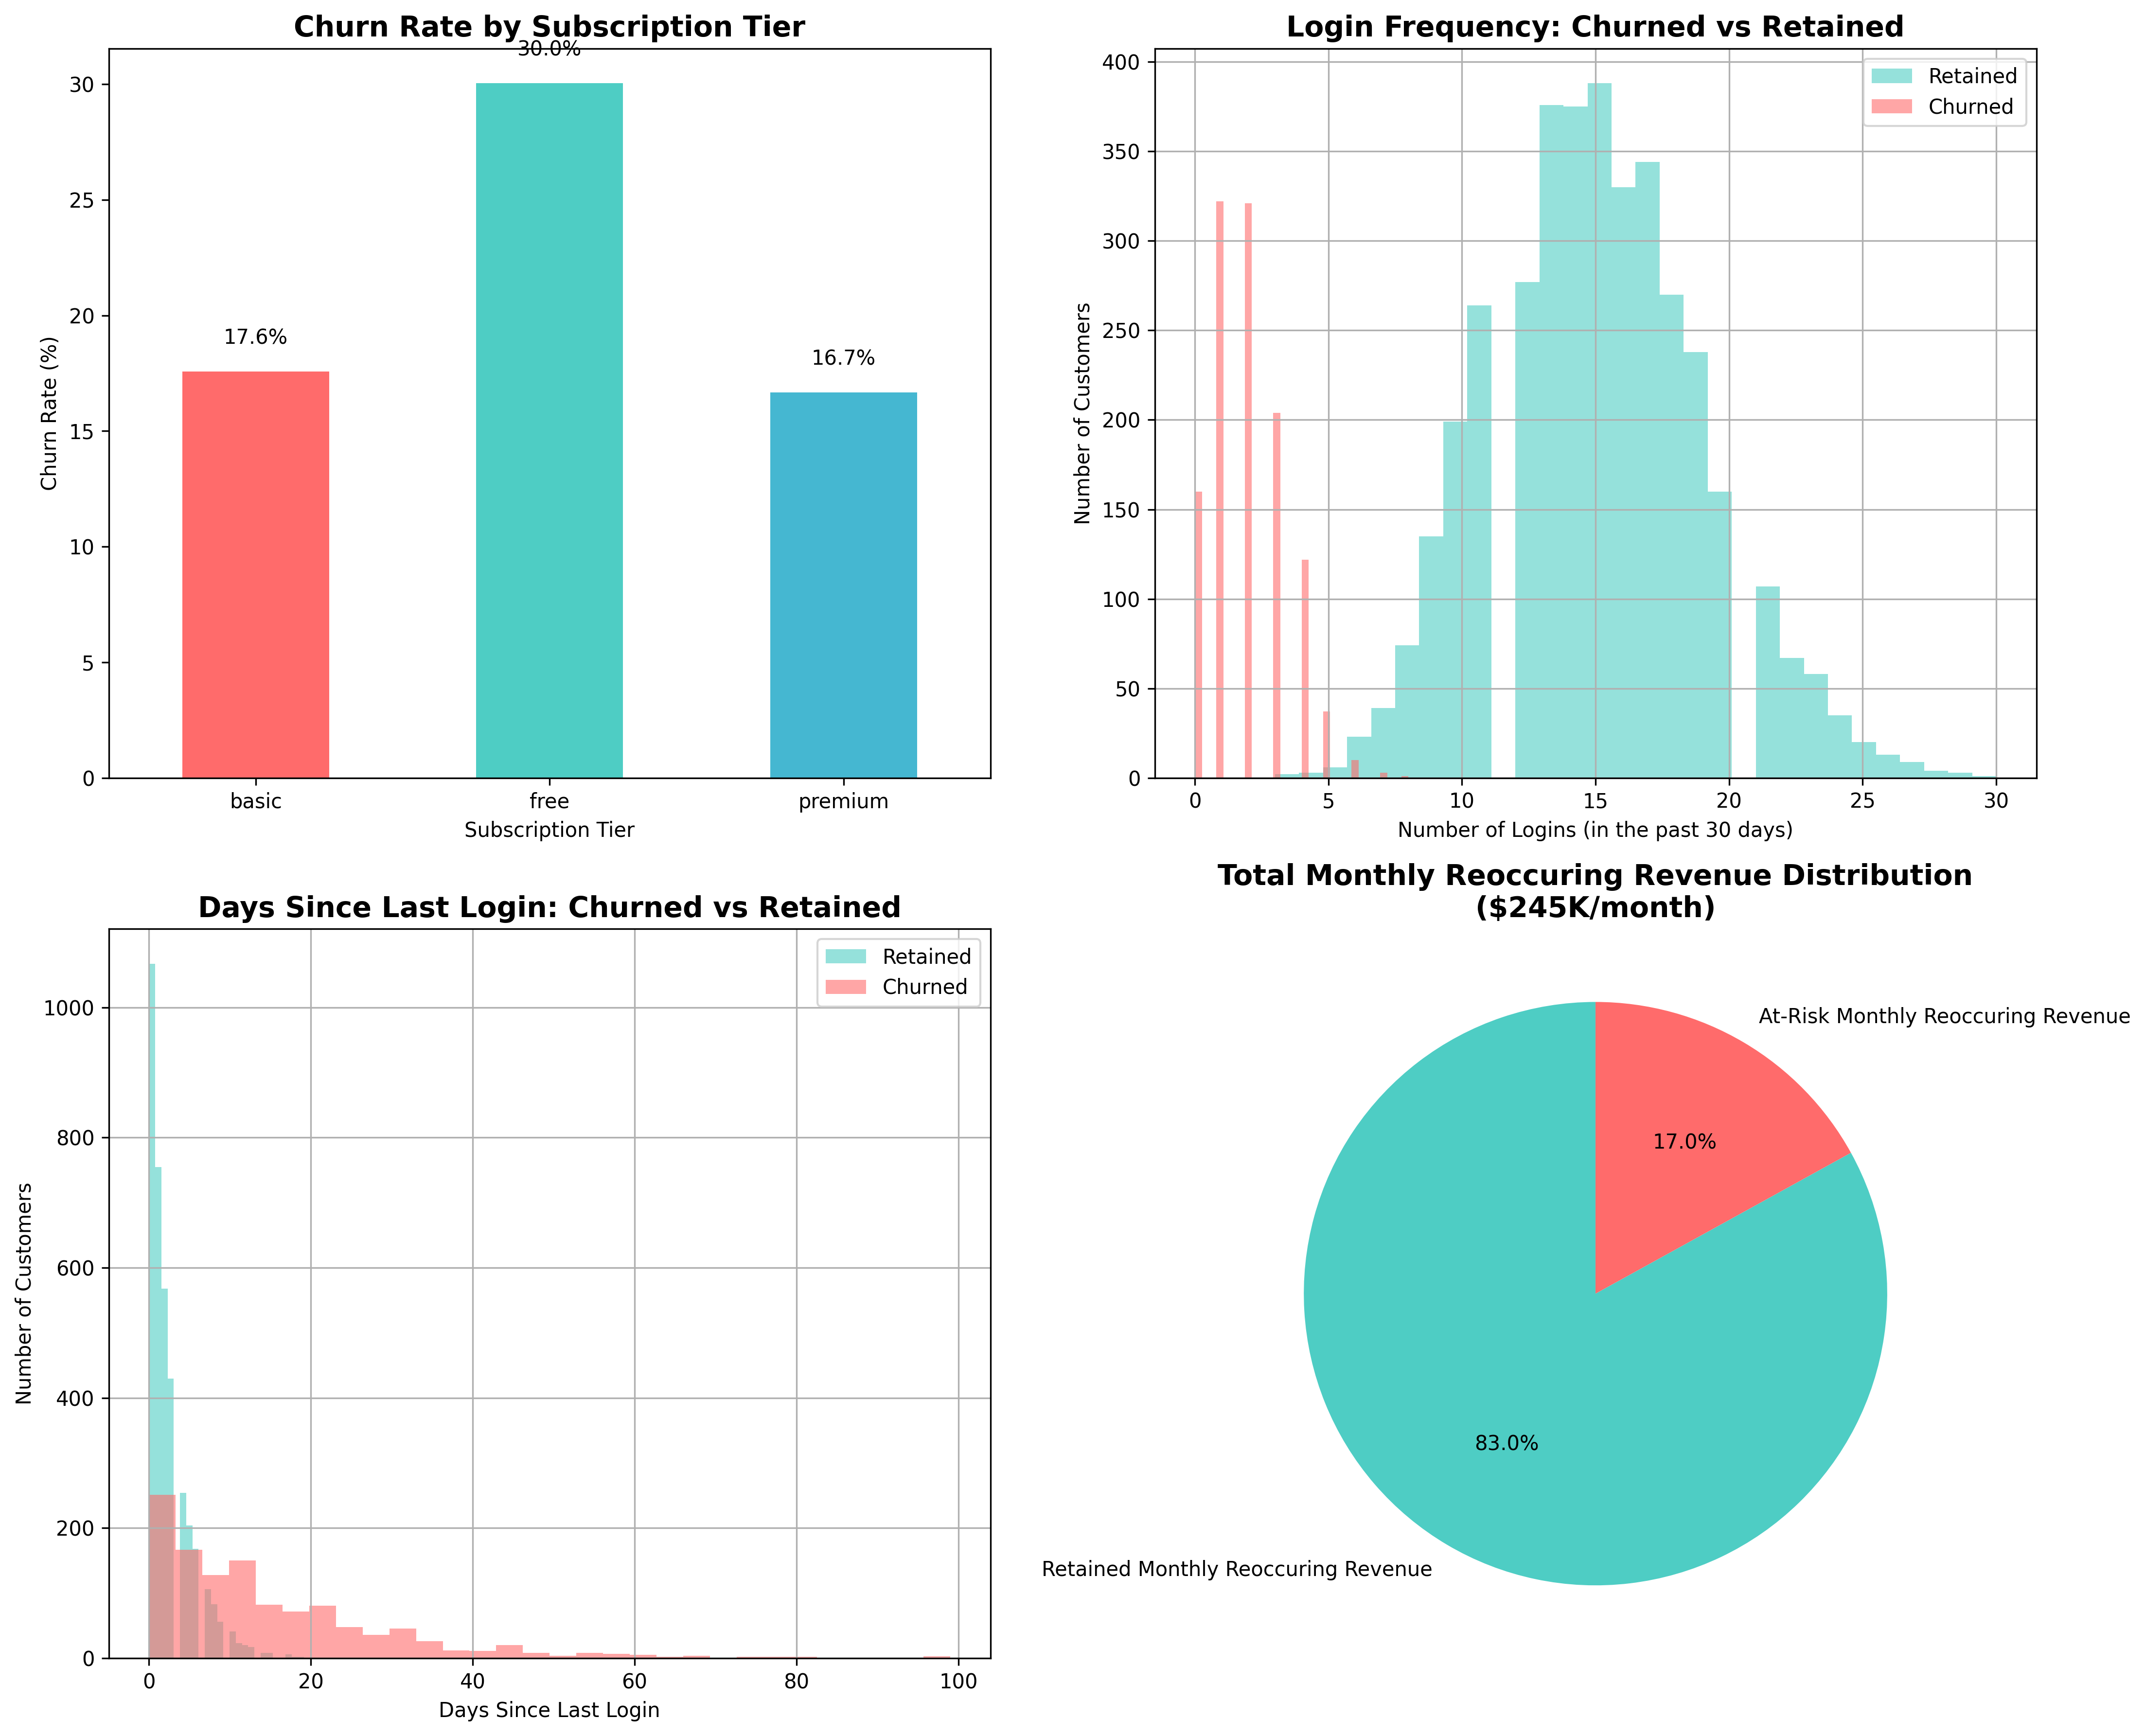 Churn Rate by Subscription Tier
30.0%
17.6%
16.7%
30
25
20
15
10
5
0
Churn Rate (%)
basic
free
premium
Subscription Tier
Login Frequency: Churned vs Retained
Retained
Churned
400
350
300
250
200
150
100
50
0
Number of Customers
0
5
10
15
20
25
30
Number of Logins (in the past 30 days)
Days Since Last Login: Churned vs Retained
Retained
Churned
1000
800
600
400
200
0
Number of Customers
0
20
40
60
80
100
Days Since Last Login
Total Monthly Reoccuring Revenue Distribution
($245K/month)
At-Risk Monthly Reoccuring Revenue
17.0%
83.0%
Retained Monthly Reoccuring Revenue